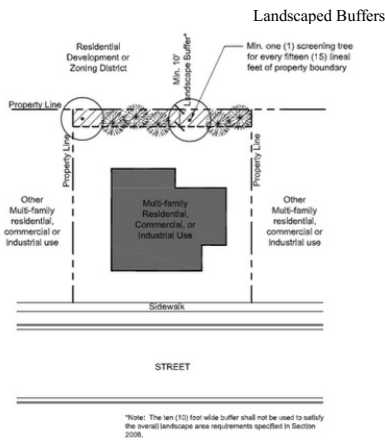 Landscaped Buffers
Residential
Development or
Zoning District
Min. 10'
Landscape Buffer*
Min. one (1) screening tree
for every fifteen (15) lineal
feet of property boundary
Property Line
Property Line
Property Line
Other
Multi-family
residential,
commercial or
industrial use
Multi-family
Residential,
Commercial, or
Industrial Use
Other
Multi-family
residential,
commercial or
industrial use
Sidewalk
STREET
*Note: The ten (10) foot wide buffer shall not be used to satisfy
the overall landscape area requirements specified in Section
2008.